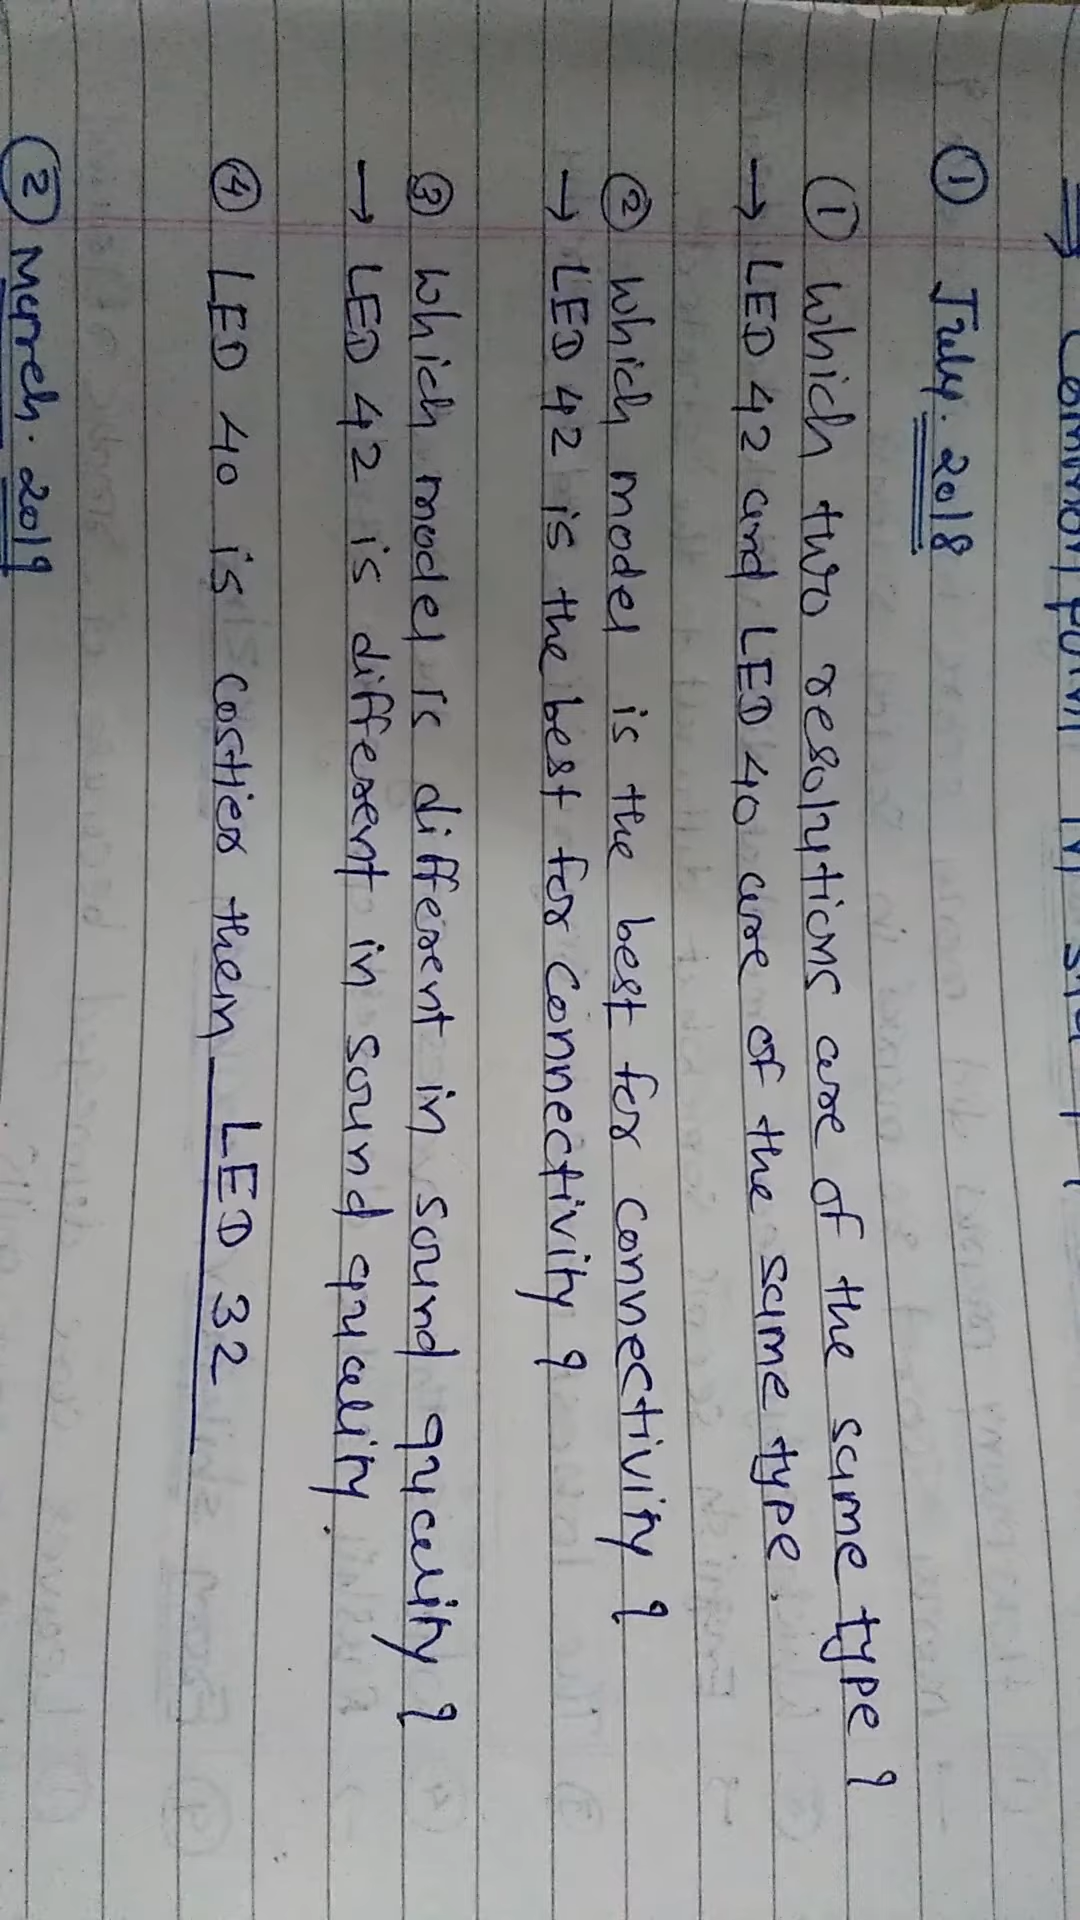 ① July. 2018
① Which two resolutions are of the same type ?
→ LED 42 and LED 40 are of the same type.
② Which model is the best for connectivity ?
→ LED 42 is the best for connectivity ?
③ Which model is different in sound quality ?
→ LED 42 is different in sound quality.
④ LED 40 is costier them LED 32
② March. 2019